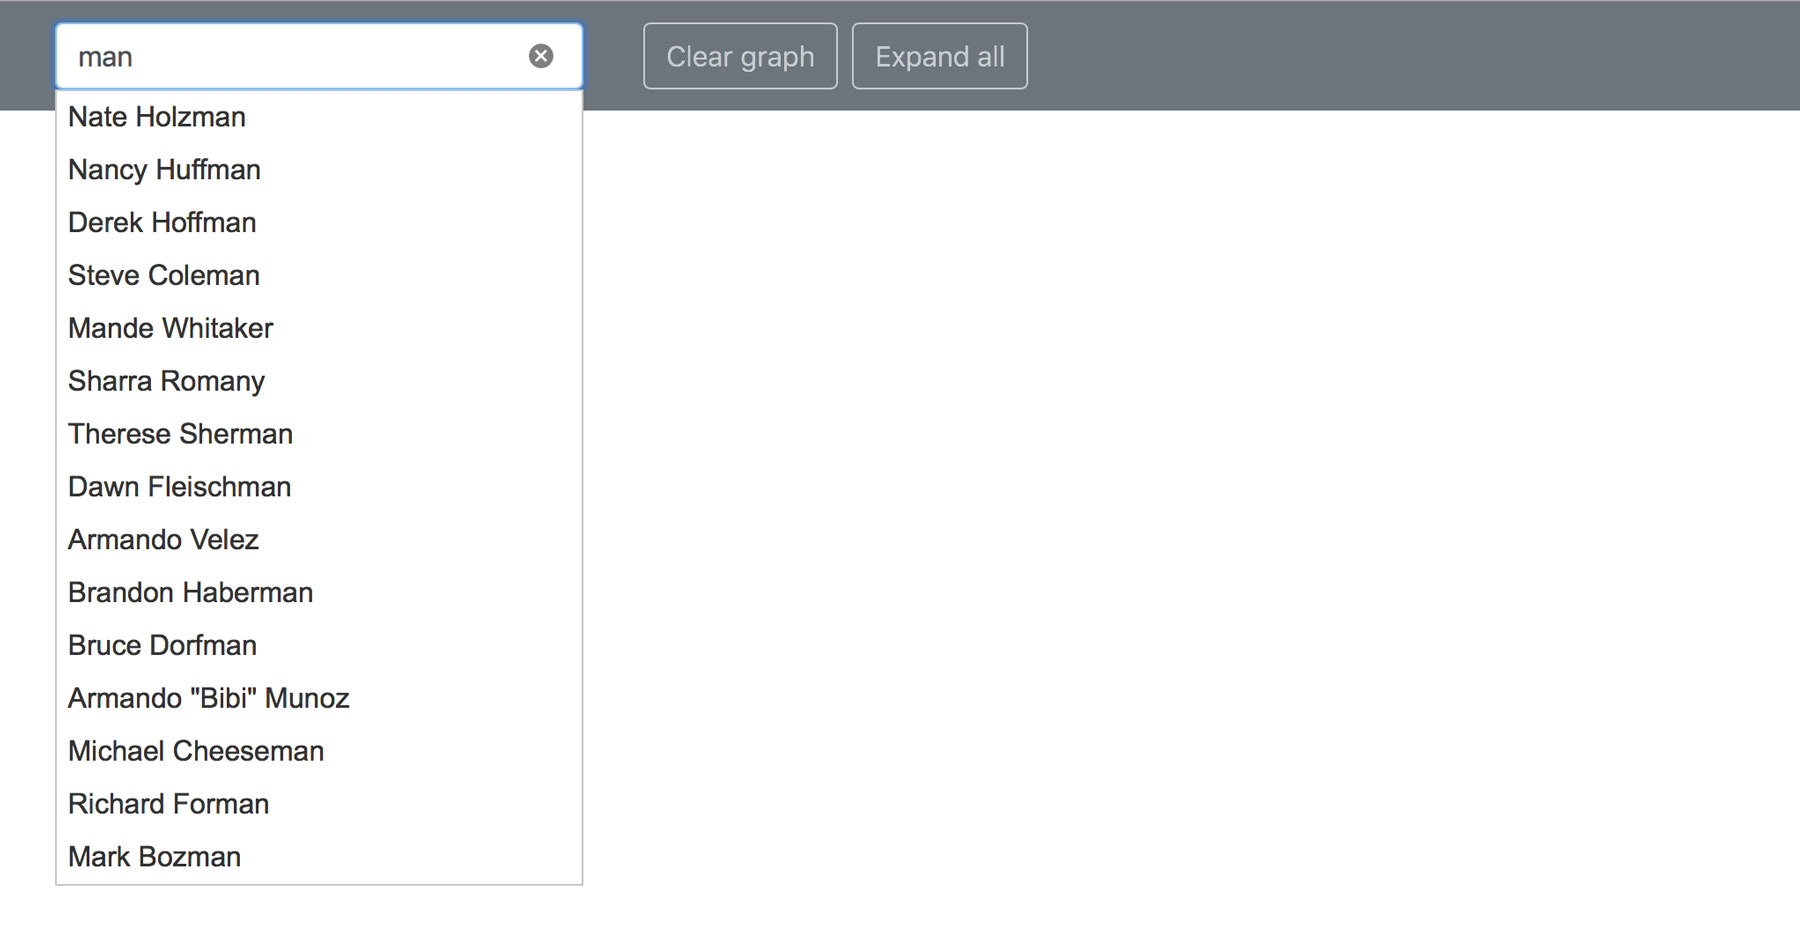 man
Clear graph
Expand all
Nate Holzman
Nancy Huffman
Derek Hoffman
Steve Coleman
Mande Whitaker
Sharra Romany
Therese Sherman
Dawn Fleischman
Armando Velez
Brandon Haberman
Bruce Dorfman
Armando "Bibi" Munoz
Michael Cheeseman
Richard Forman
Mark Bozman